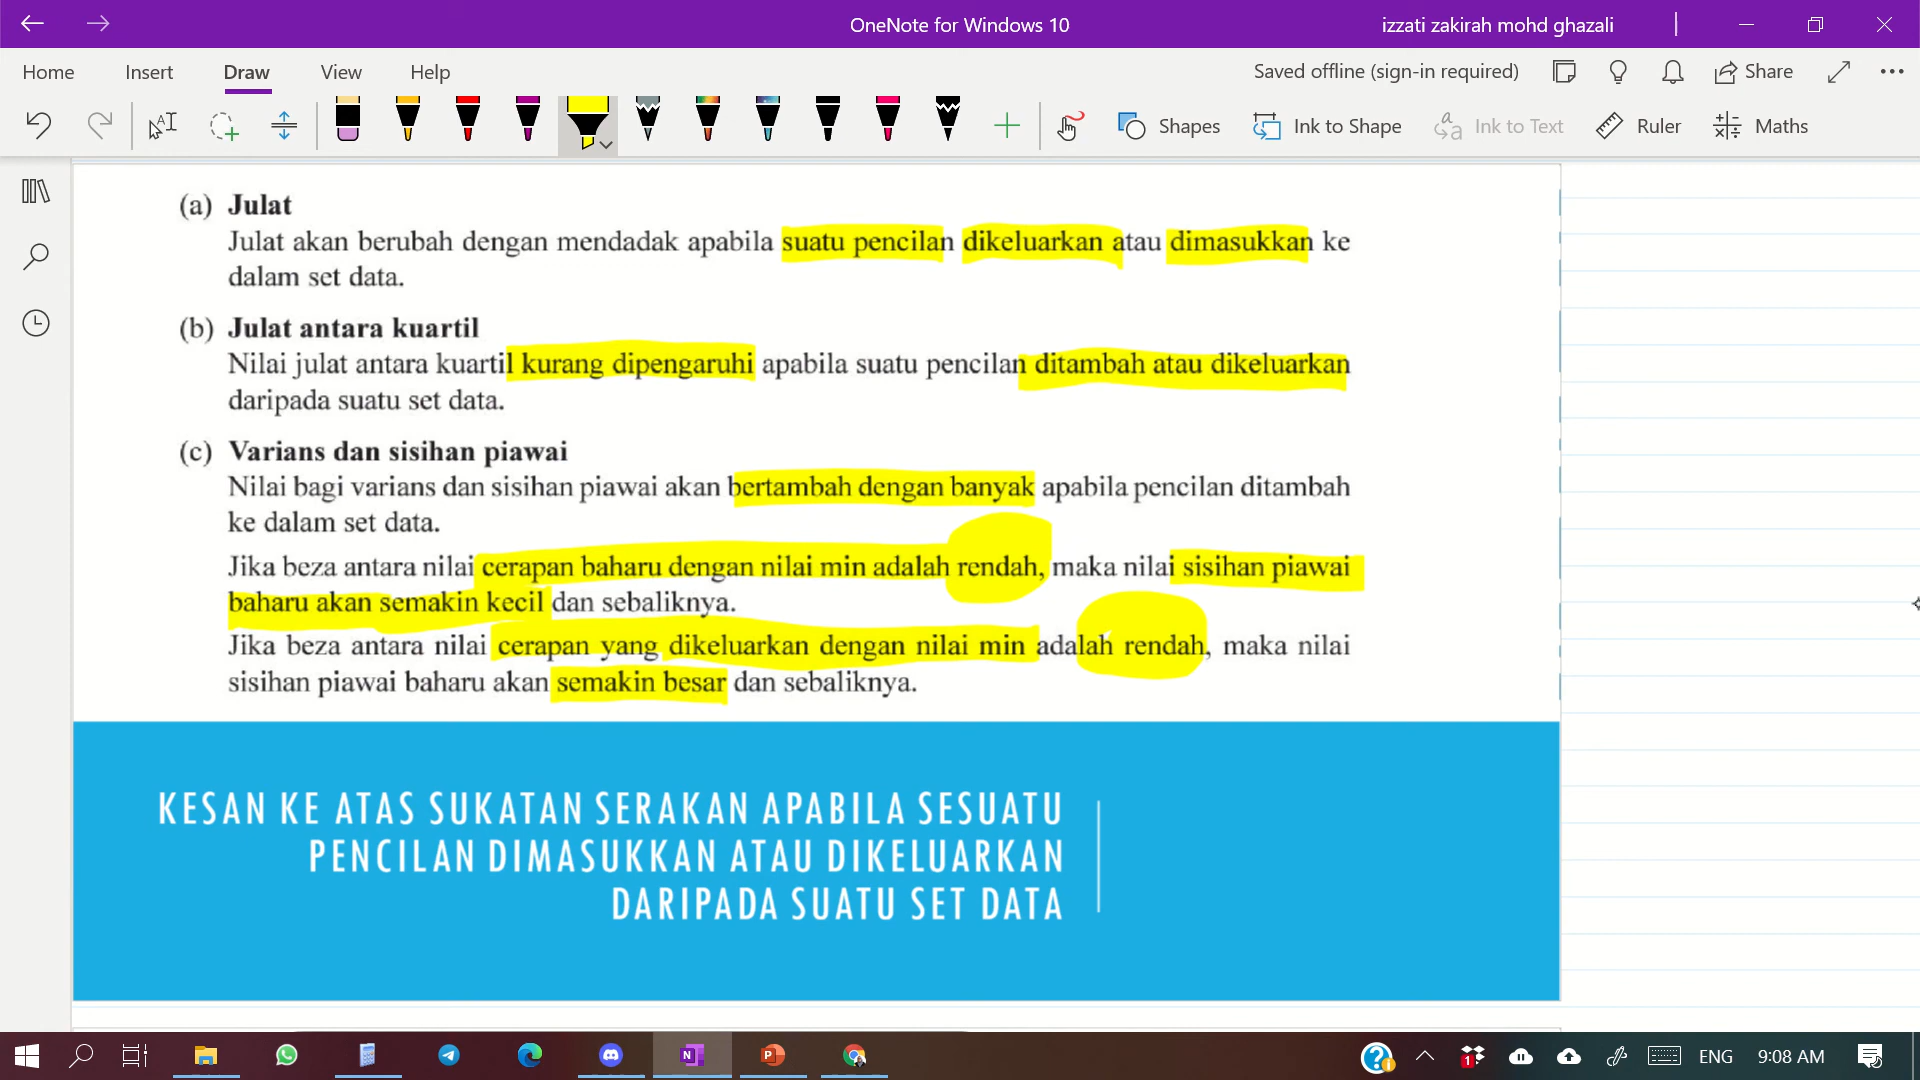 OneNote for Windows 10
izzati zakirah mohd ghazali
Home Insert Draw View Help
Saved offline (sign-in required) Share
Shapes Ink to Shape Ink to Text Ruler Maths
(a) Julat
Julat akan berubah dengan mendadak apabila suatu pencilan dikeluarkan atau dimasukkan ke
dalam set data.
(b) Julat antara kuartil
Nilai julat antara kuartil kurang dipengaruhi apabila suatu pencilan ditambah atau dikeluarkan
daripada suatu set data.
(c) Varians dan sisihan piawai
Nilai bagi varians dan sisihan piawai akan bertambah dengan banyak apabila pencilan ditambah
ke dalam set data.
Jika beza antara nilai cerapan baharu dengan nilai min adalah rendah, maka nilai sisihan piawai
baharu akan semakin kecil dan sebaliknya.
Jika beza antara nilai cerapan yang dikeluarkan dengan nilai min adalah rendah, maka nilai
sisihan piawai baharu akan semakin besar dan sebaliknya.
KESAN KE ATAS SUKATAN SERAKAN APABILA SESUATU
PENCILAN DIMASUKKAN ATAU DIKELUARKAN
DARIPADA SUATU SET DATA
ENG 9:08 AM